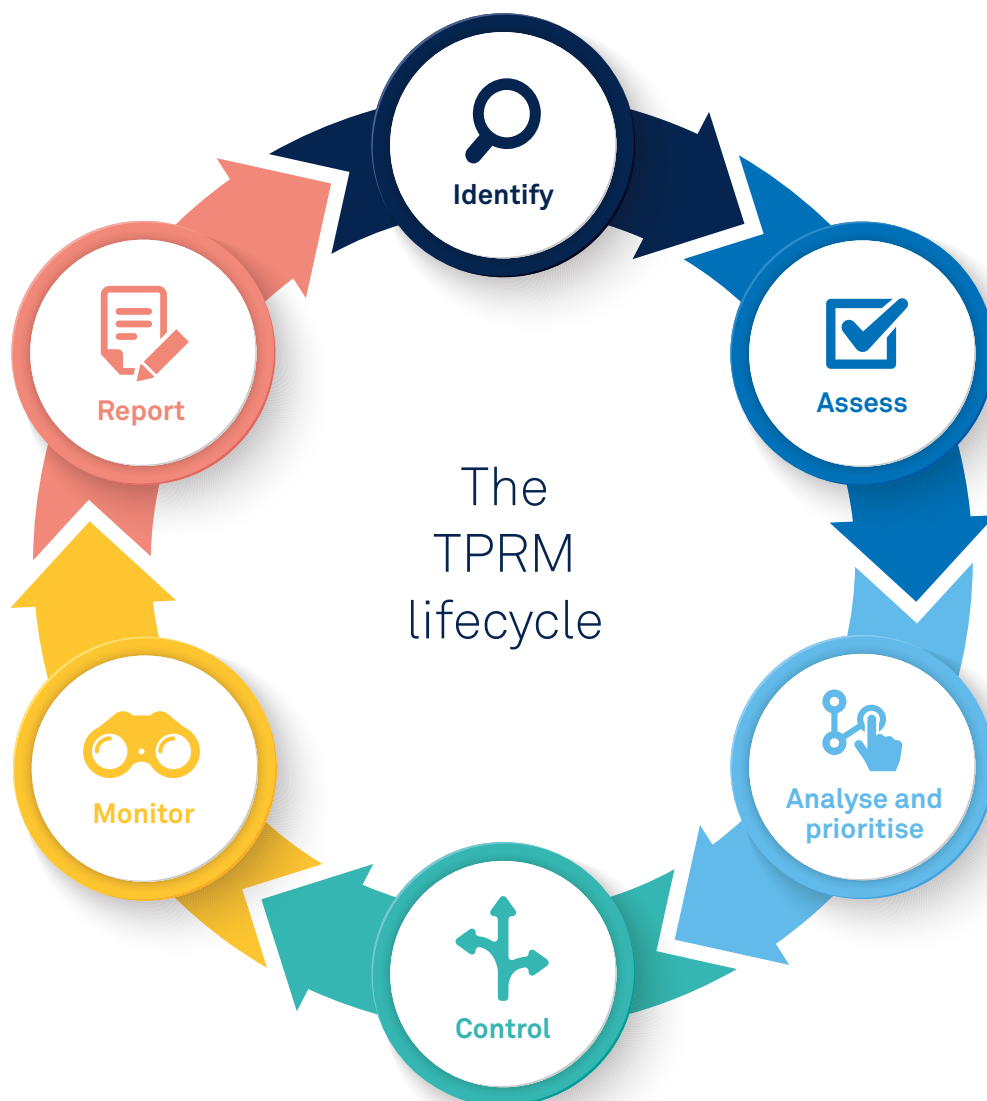 Identify
Assess
Analyse and
prioritise
Control
Monitor
Report
The
TPRM
lifecycle